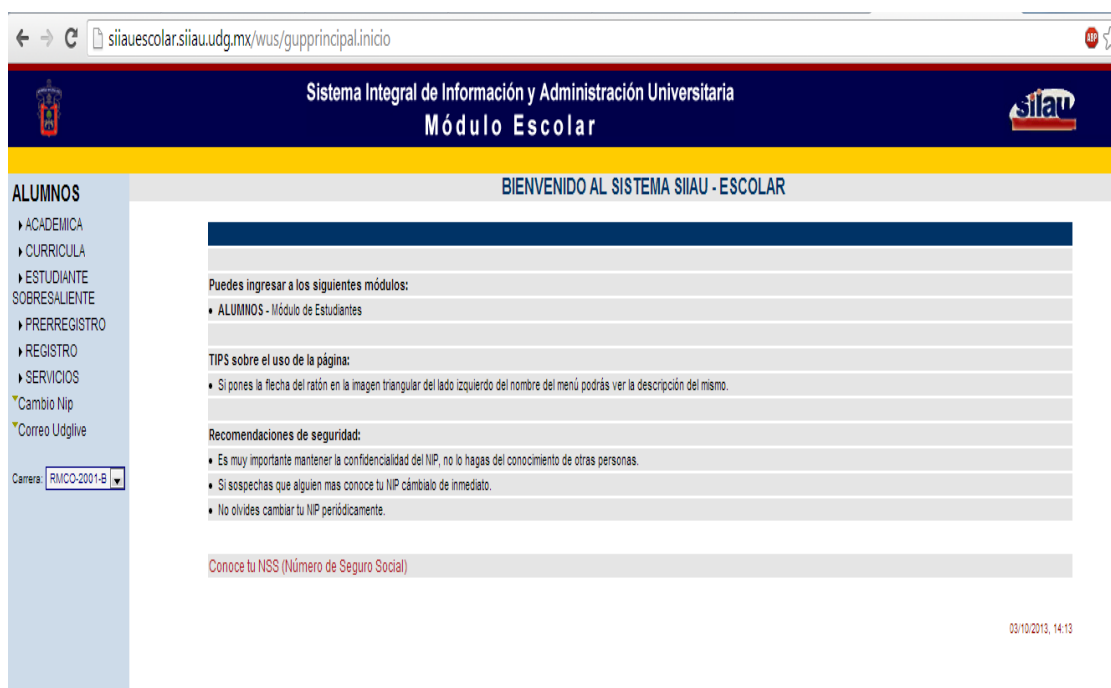 siiauescolar.siiau.udg.mx/wus/gupprincipal.inicio
ABP
Sistema Integral de Información y Administración Universitaria
Módulo Escolar
siiau
BIENVENIDO AL SISTEMA SIIAU - ESCOLAR
ALUMNOS
ACADEMICA
CURRICULA
ESTUDIANTE
SOBRESALIENTE
PRERREGISTRO
REGISTRO
SERVICIOS
Cambio Nip
Correo Udglive
Carrera: RMCO-2001-B
Puedes ingresar a los siguientes módulos:
• ALUMNOS - Módulo de Estudiantes
TIPS sobre el uso de la página:
• Si pones la flecha del ratón en la imagen triangular del lado izquierdo del nombre del menú podrás ver la descripción del mismo.
Recomendaciones de seguridad:
• Es muy importante mantener la confidencialidad del NIP, no lo hagas del conocimiento de otras personas.
• Si sospechas que alguien mas conoce tu NIP cámbialo de inmediato.
• No olvides cambiar tu NIP periódicamente.
Conoce tu NSS (Número de Seguro Social)
03/10/2013, 14:13